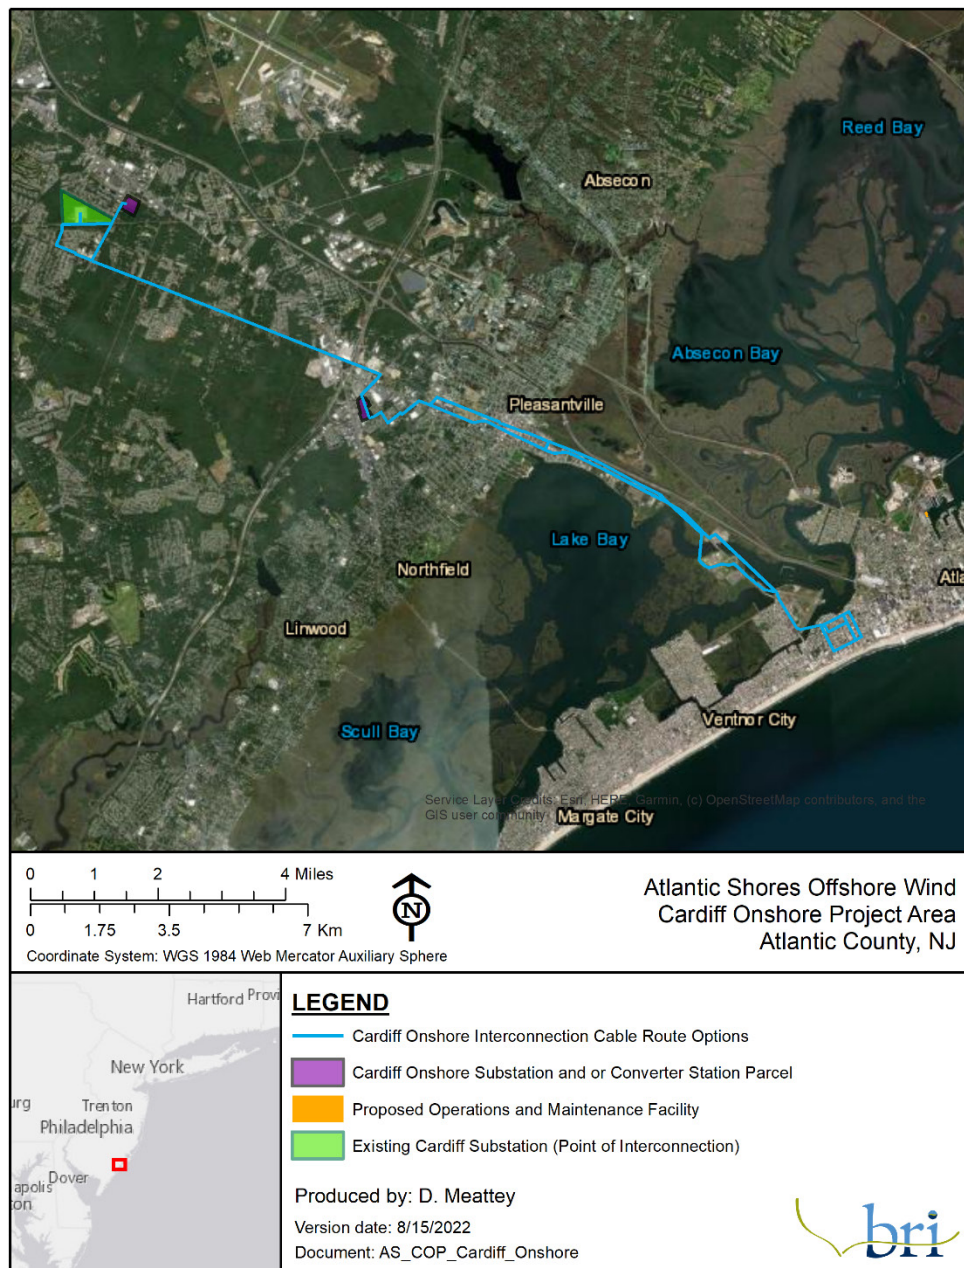 Reed Bay
Absecon
Absecon Bay
Pleasantville
Lake Bay
Northfield
Atla
Linwood
Ventnor City
Scull Bay
Service Layer Credits: Esri, HERE, Garmin, (c) OpenStreetMap contributors, and the
GIS user community
Margate City
0 1 2 4 Miles
0 1.75 3.5 7 Km
N
Coordinate System: WGS 1984 Web Mercator Auxiliary Sphere
Atlantic Shores Offshore Wind
Cardiff Onshore Project Area
Atlantic County, NJ
Hartford Provi
New York
urg
Trenton
Philadelphia
apolis
Dover
ton
LEGEND
Cardiff Onshore Interconnection Cable Route Options
Cardiff Onshore Substation and or Converter Station Parcel
Proposed Operations and Maintenance Facility
Existing Cardiff Substation (Point of Interconnection)
Produced by: D. Meattey
Version date: 8/15/2022
Document: AS_COP_Cardiff_Onshore
bri